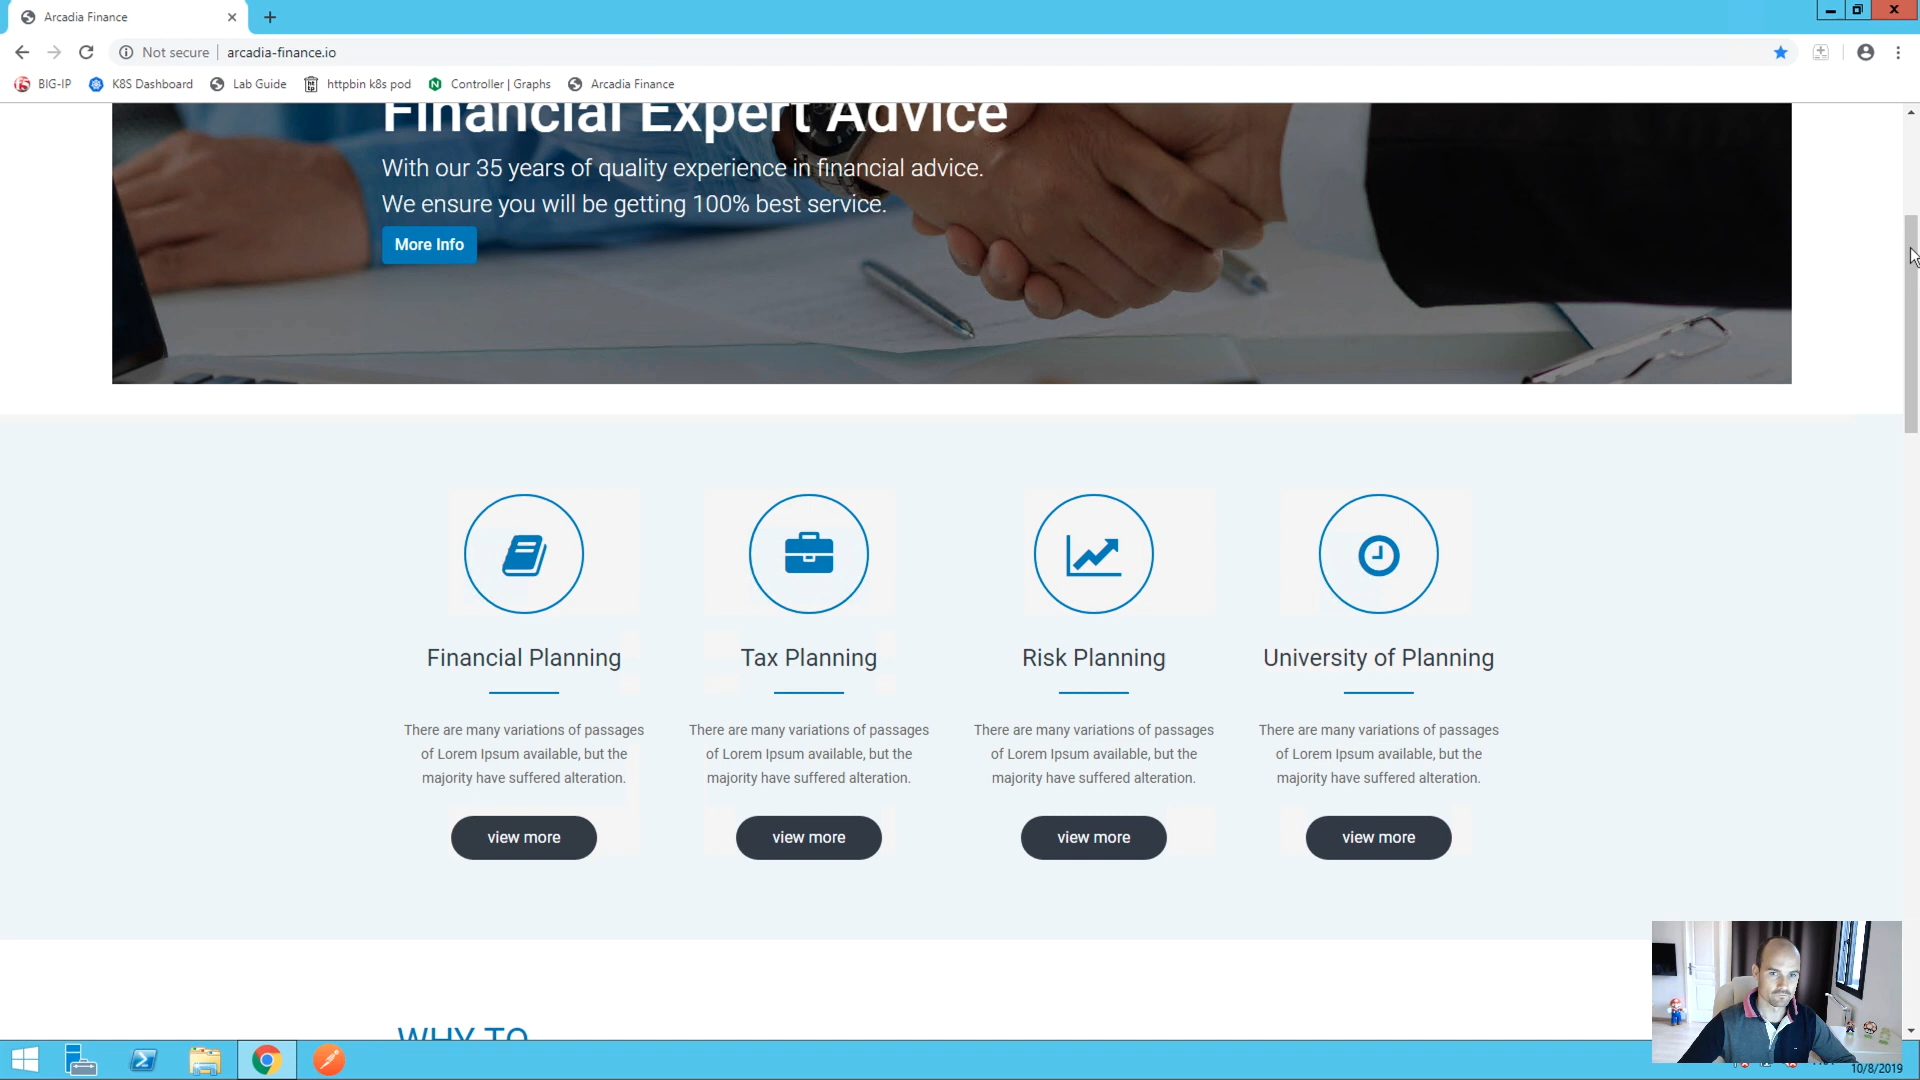 Arcadia Finance
Not secure
arcadia-finance.io
BIG-IP
K8S Dashboard
Lab Guide
httpbin k8s pod
Controller | Graphs
Arcadia Finance
Financial Expert Advice
With our 35 years of quality experience in financial advice.
We ensure you will be getting 100% best service.
More Info
Financial Planning
There are many variations of passages
of Lorem Ipsum available, but the
majority have suffered alteration.
view more
Tax Planning
There are many variations of passages
of Lorem Ipsum available, but the
majority have suffered alteration.
view more
Risk Planning
There are many variations of passages
of Lorem Ipsum available, but the
majority have suffered alteration.
view more
University of Planning
There are many variations of passages
of Lorem Ipsum available, but the
majority have suffered alteration.
view more
WHY TO
10/8/2019